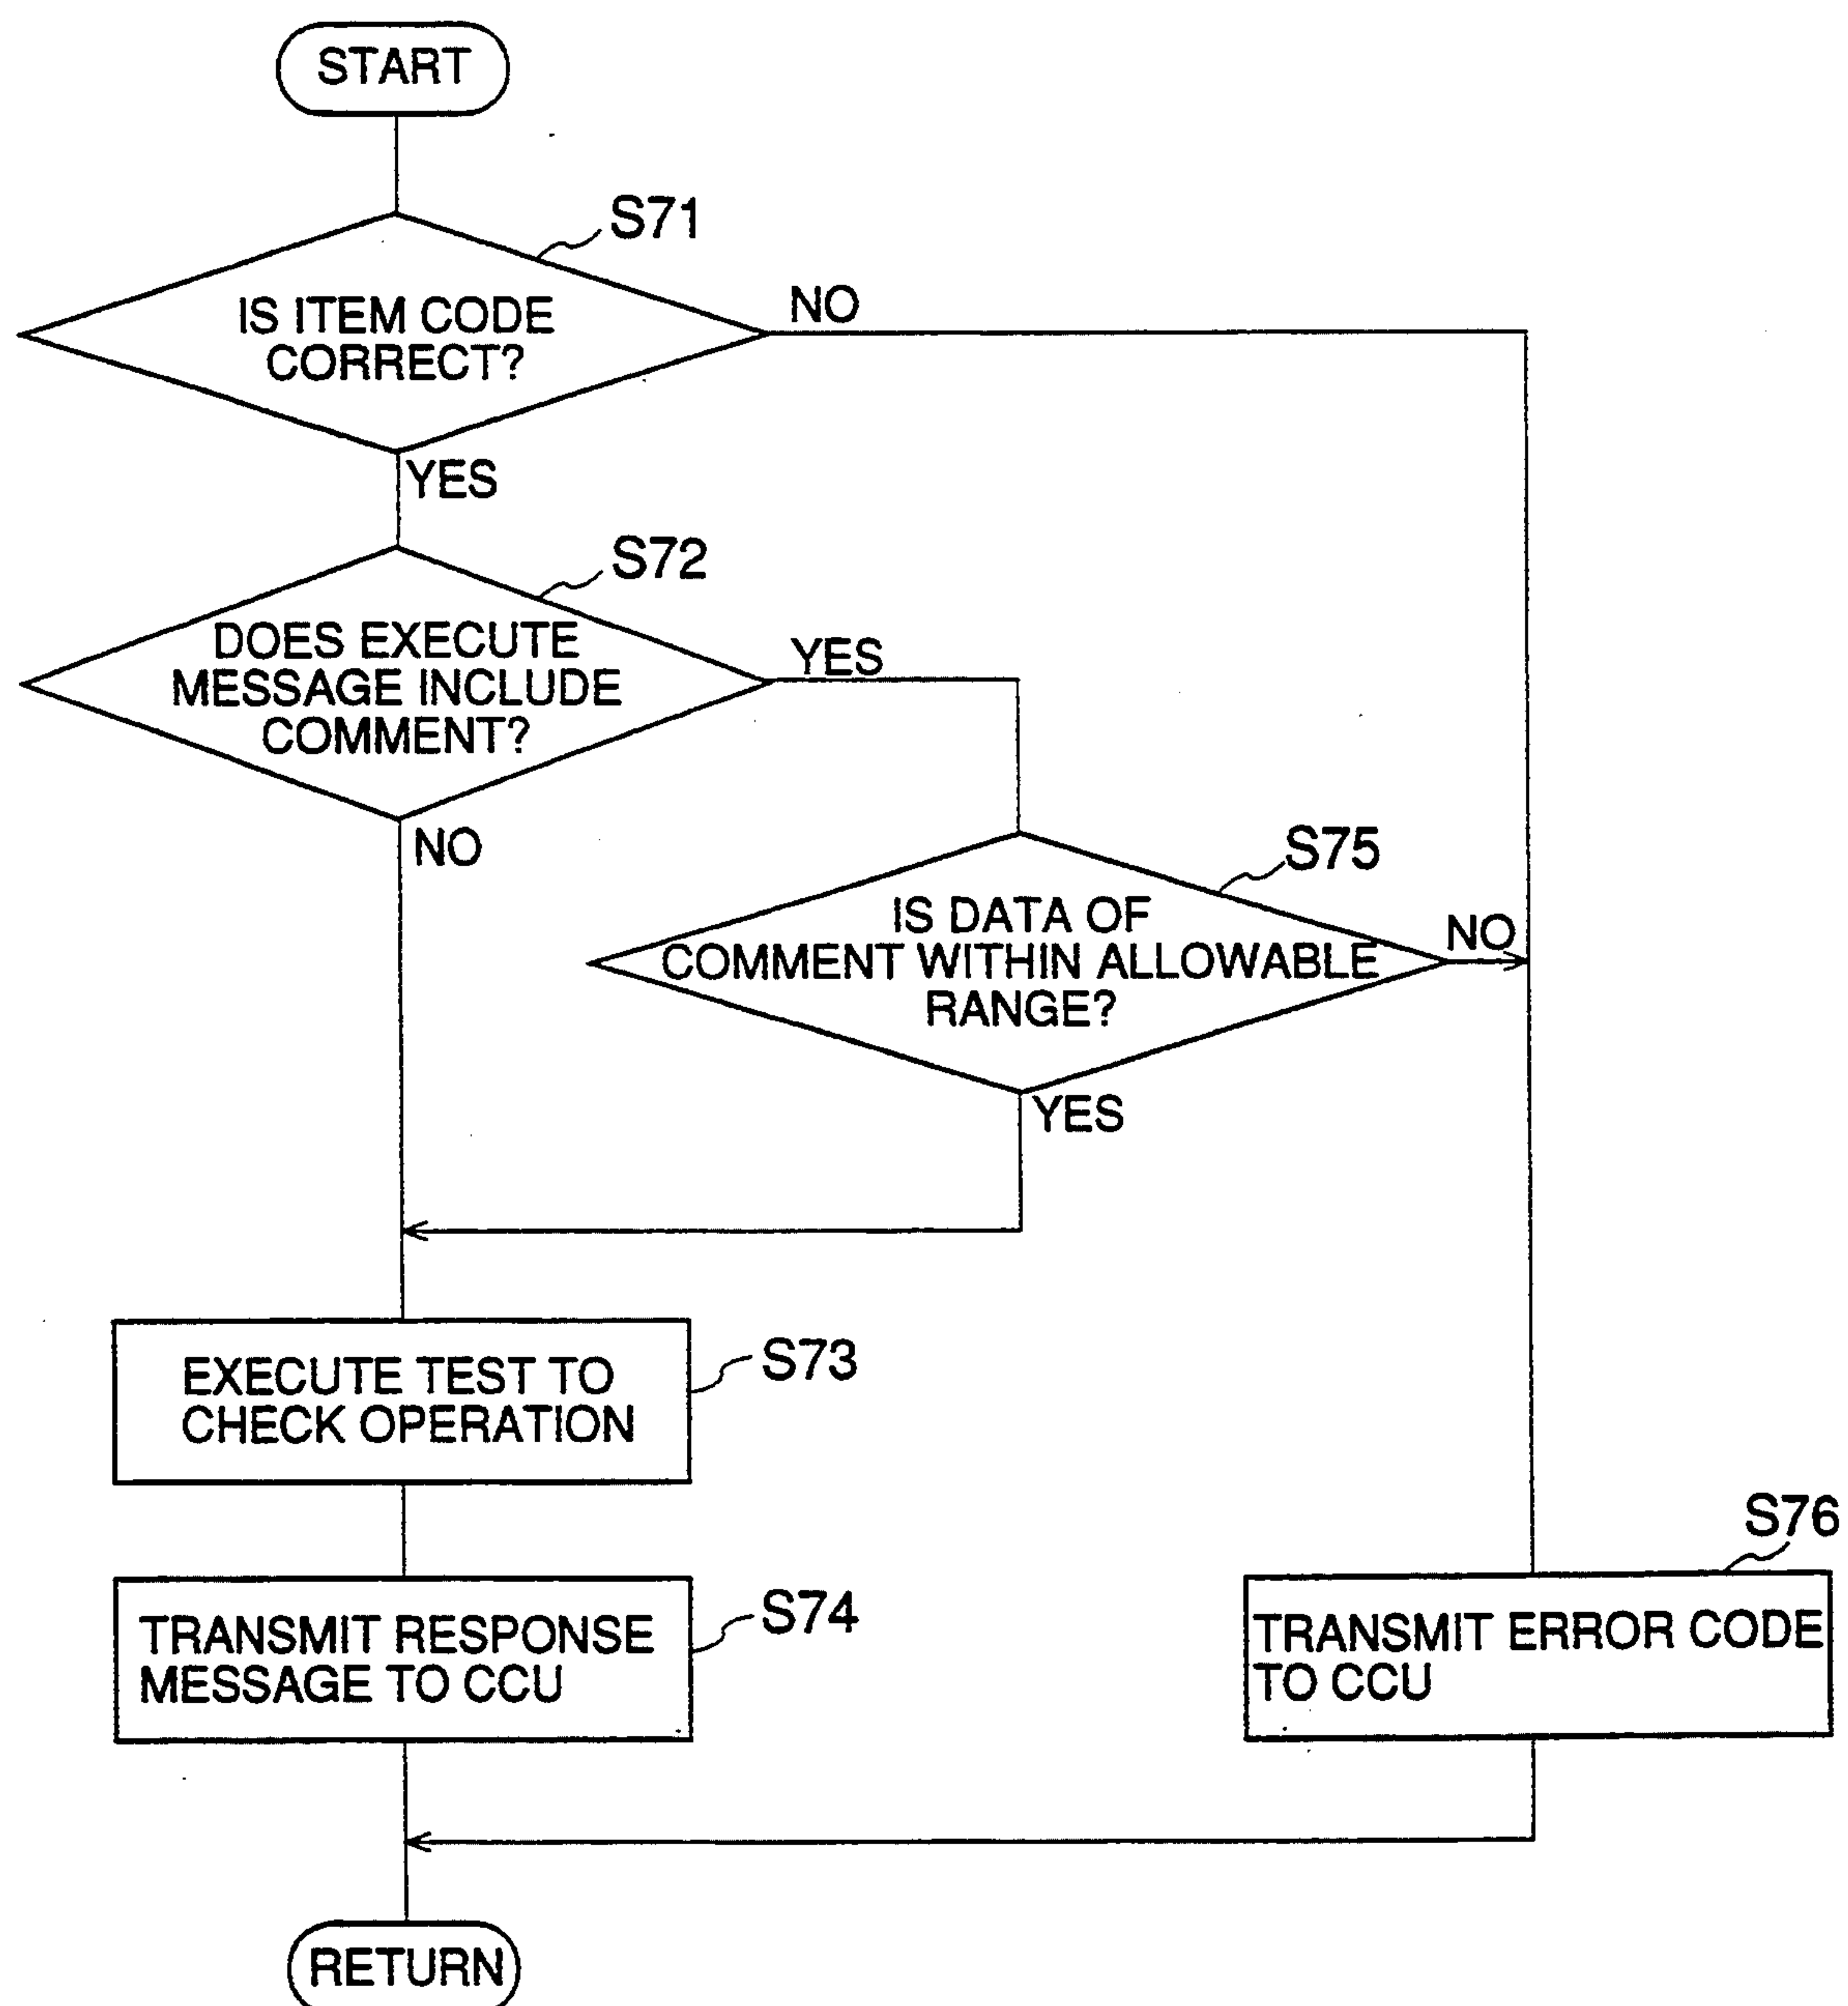 START
S71
IS ITEM CODE
CORRECT?
NO
YES
S72
DOES EXECUTE
MESSAGE INCLUDE
COMMENT?
YES
NO
S75
IS DATA OF
COMMENT WITHIN ALLOWABLE
RANGE?
NO
YES
EXECUTE TEST TO
CHECK OPERATION
S73
TRANSMIT RESPONSE
MESSAGE TO CCU
S74
S76
TRANSMIT ERROR CODE
TO CCU
RETURN